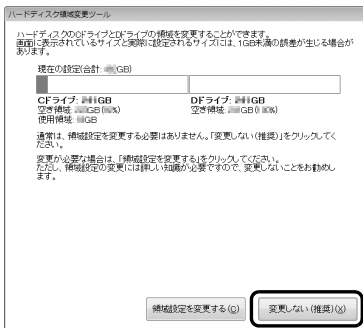 ハードディスク領域変更ツール
ハードディスクのCドライブとDドライブの領域を変更することができます。
画面に表示されているサイズと実際に設定されるサイズには、1GB未満の誤差が生じる場合が
あります。
現在の設定(合計: GB)
Cドライブ: GB
Dドライブ: GB
空き領域: GB( %)
空き領域: GB( %)
使用領域: GB
通常は、領域設定を変更する必要はありません。「変更しない(推奨)」をクリックしてく
ださい。
変更が必要な場合は、「領域設定を変更する」をクリックしてください。
ただし、領域設定の変更には詳しい知識が必要ですので、変更しないことをお勧めし
ます。
領域設定を変更する(C)
変更しない(推奨)(X)